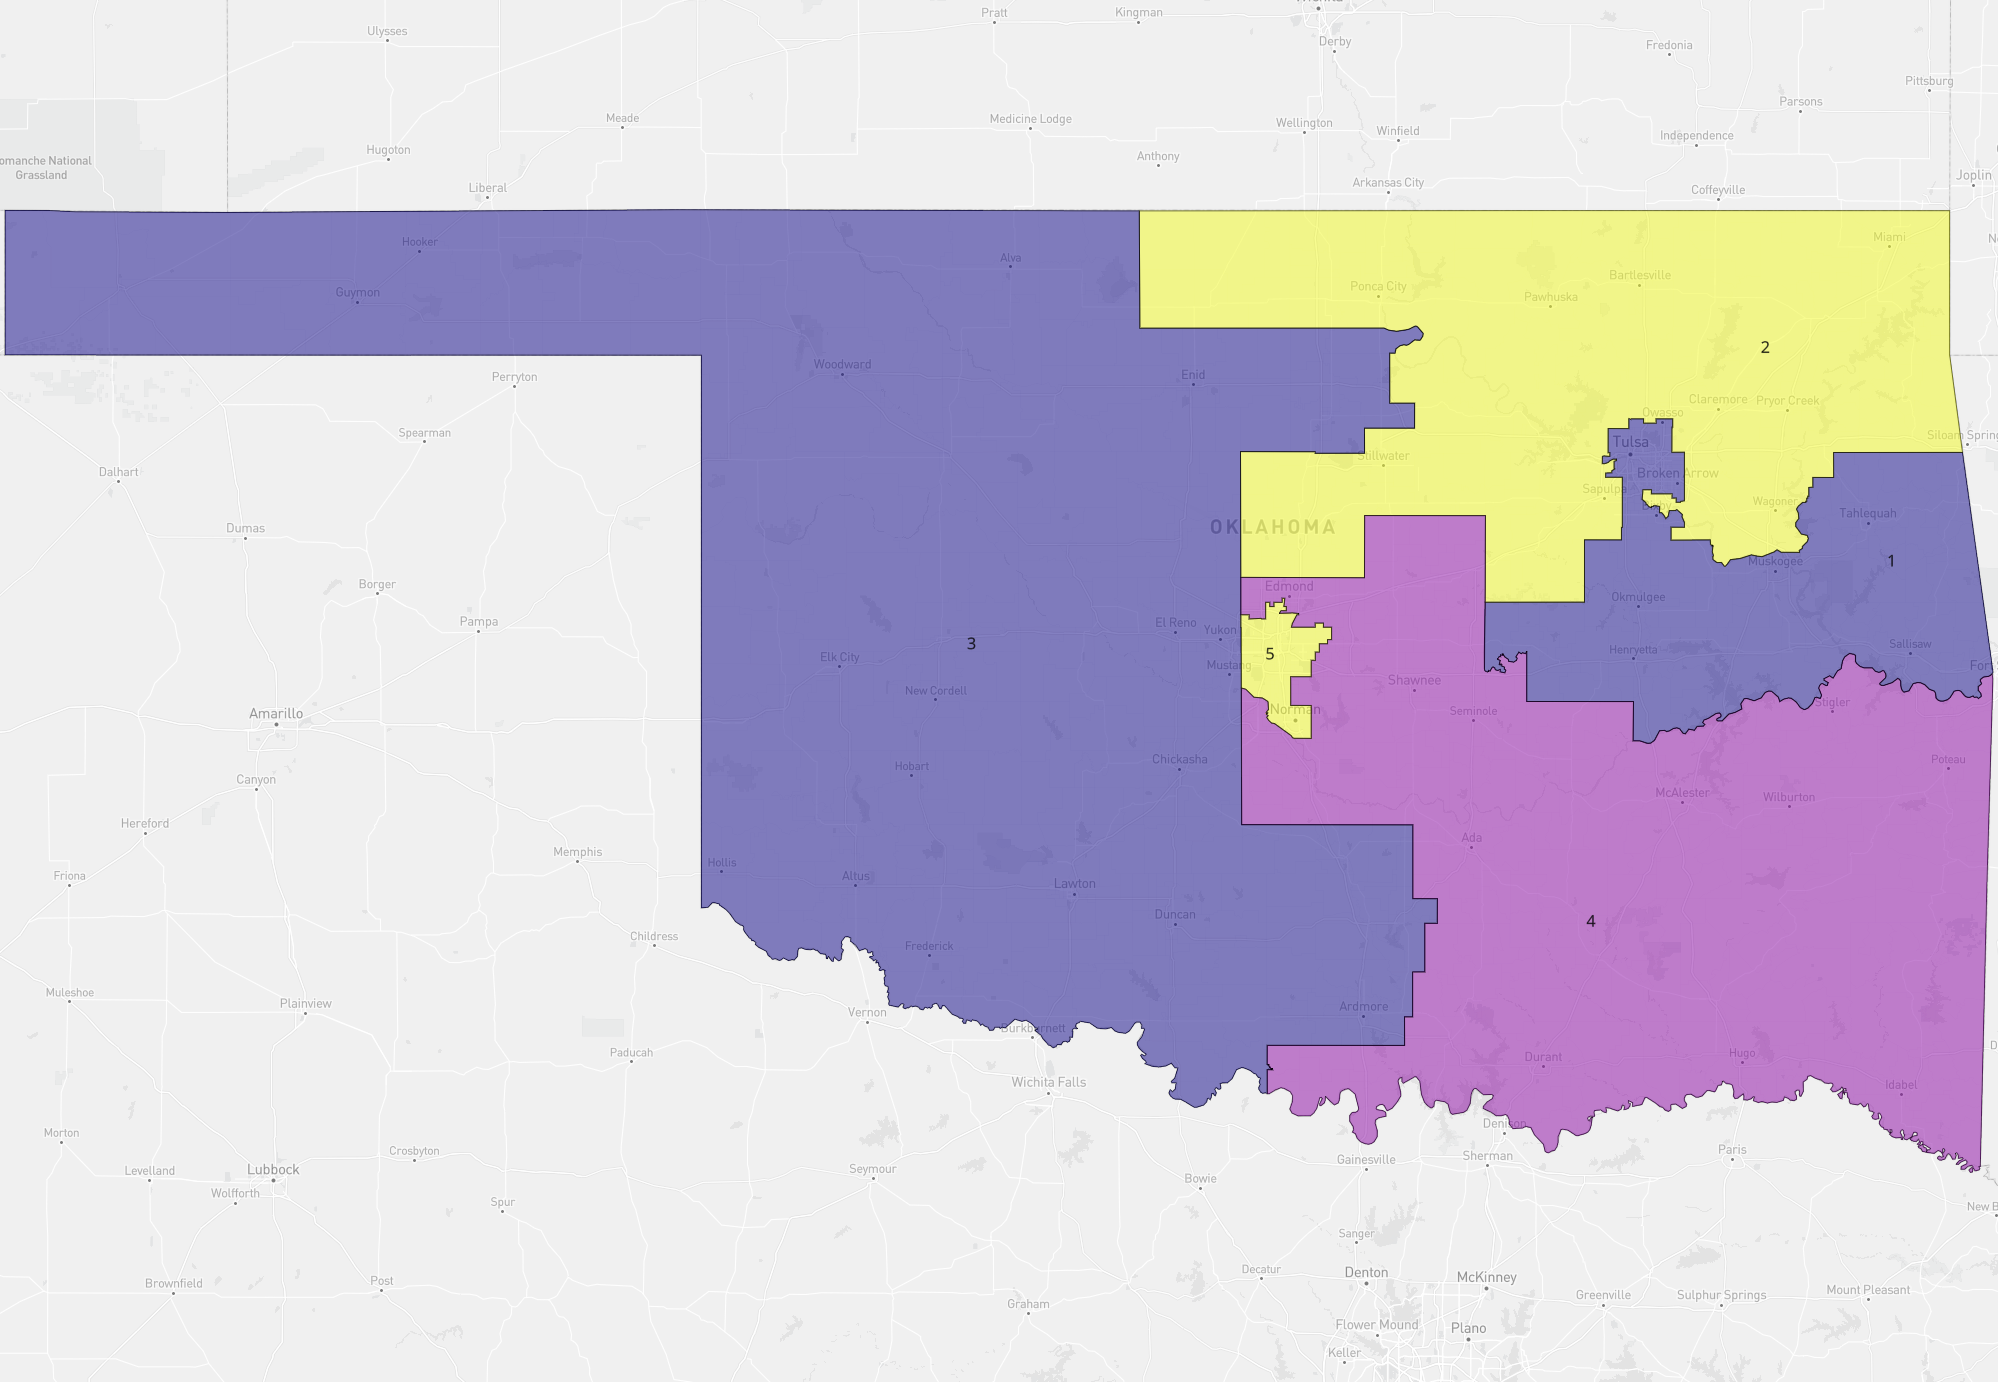 Pratt
Kingman
Ulysses
Derby
Fredonia
Pittsburg
Parsons
Meade
Medicine Lodge
Wellington
Winfield
Independence
Hugoton
Anthony
Comanche National
Grassland
Liberal
Arkansas City
Coffeyville
Joplin
Hooker
Alva
Miami
Guymon
Ponca City
Pawhuska
Bartlesville
2
Perryton
Woodward
Enid
Claremore
Pryor Creek
Owasso
Spearman
Siloam Spring
Tulsa
Stillwater
Dalhart
Broken Arrow
Sapulpa
Wagoner
Tahlequah
Dumas
OKLAHOMA
1
Muskogee
Borger
Edmond
Okmulgee
Pampa
El Reno
Yukon
3
5
Henryetta
Sallisaw
Elk City
Mustang
Fort
New Cordell
Shawnee
Stigler
Amarillo
Norman
Seminole
Hobart
Chickasha
Poteau
Canyon
McAlester
Wilburton
Hereford
Ada
Memphis
Hollis
Friona
Altus
Lawton
Duncan
4
Childress
Frederick
Muleshoe
Plainview
Vernon
Ardmore
Burkburnett
Paducah
Durant
Hugo
Wichita Falls
Idabel
Denison
Morton
Crosbyton
Gainesville
Sherman
Paris
Levelland
Lubbock
Seymour
Bowie
Wolfforth
Spur
New B
Sanger
Brownfield
Post
Decatur
Denton
McKinney
Greenville
Sulphur Springs
Mount Pleasant
Graham
Flower Mound
Plano
Keller